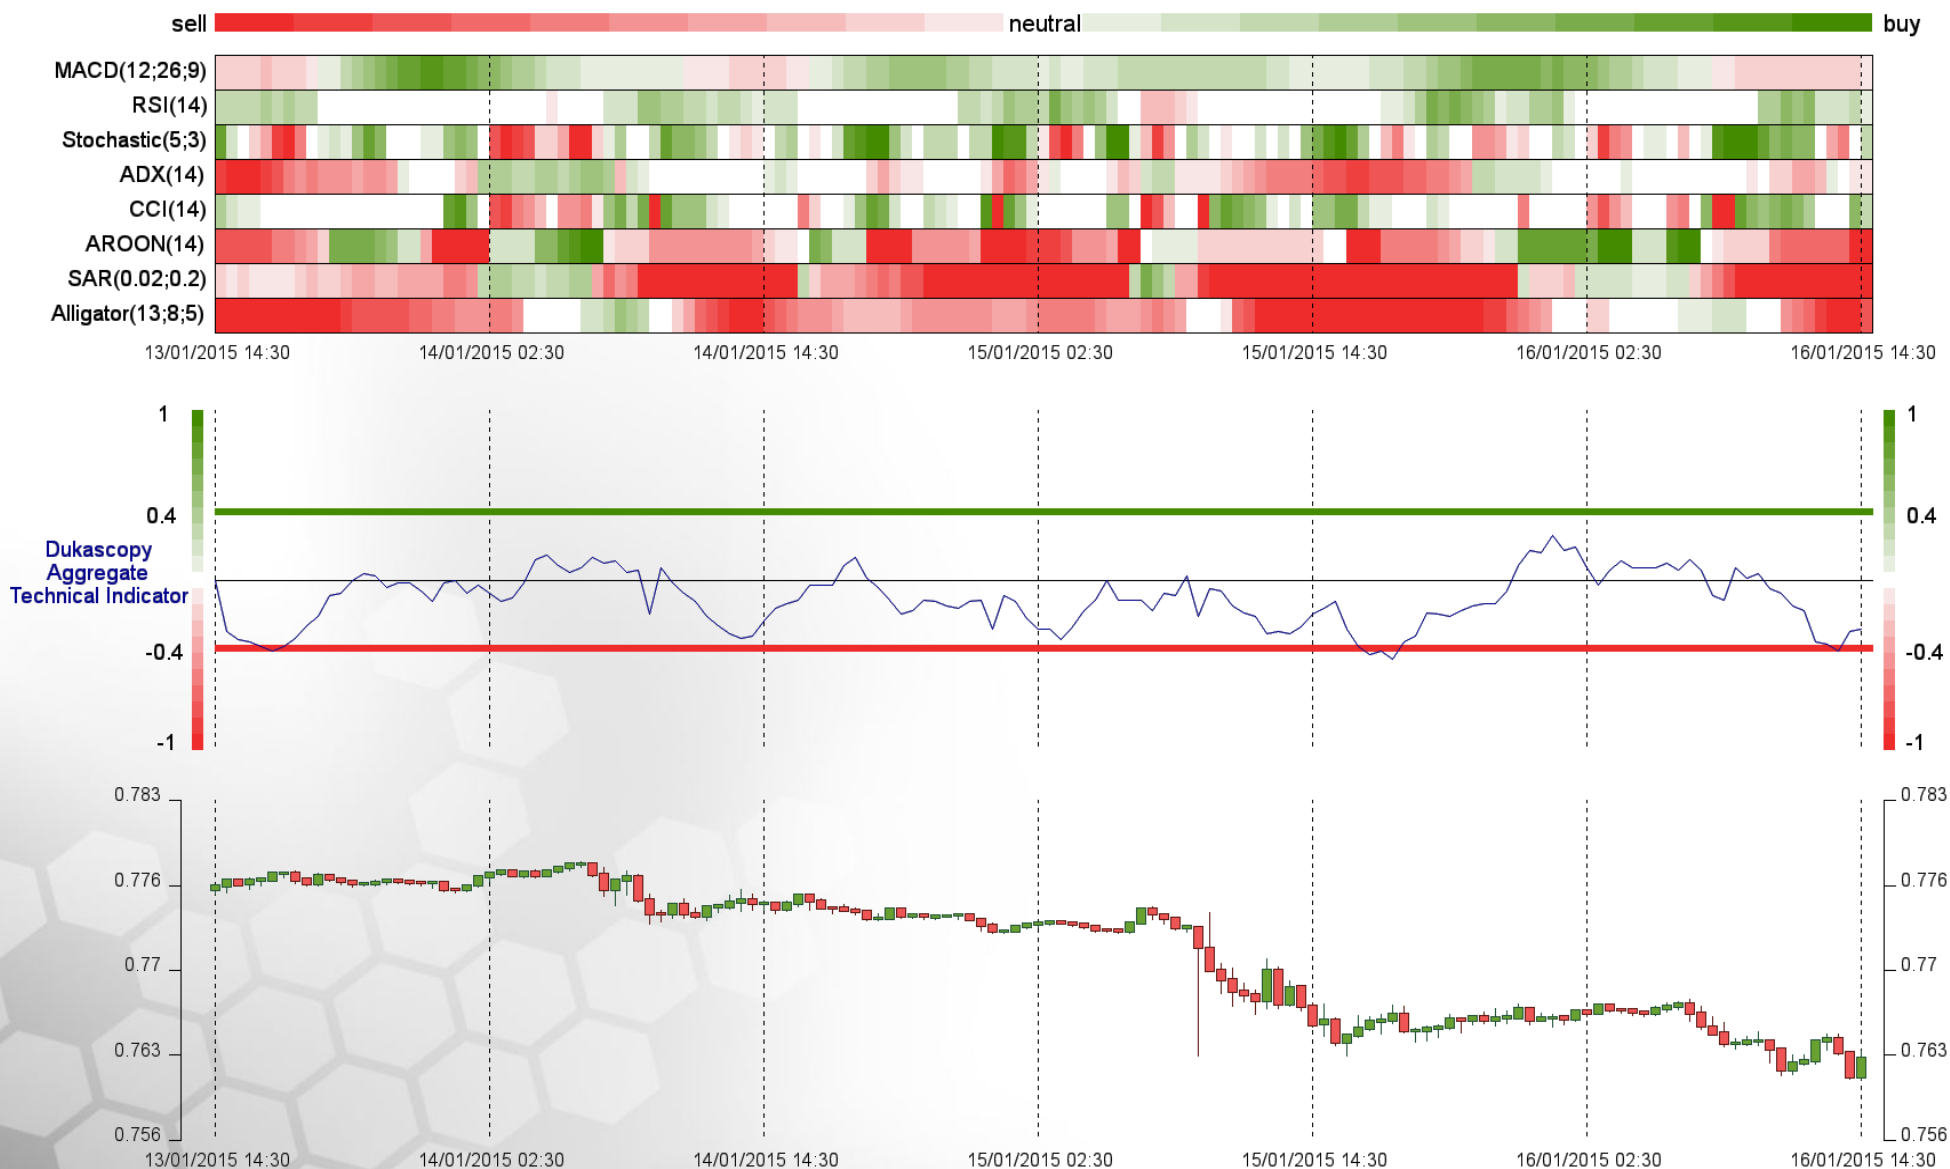 sell neutral buy
MACD(12;26;9)
RSI(14)
Stochastic(5;3)
ADX(14)
CCI(14)
AROON(14)
SAR(0.02;0.2)
Alligator(13;8;5)
13/01/2015 14:30 14/01/2015 02:30 14/01/2015 14:30 15/01/2015 02:30 15/01/2015 14:30 16/01/2015 02:30 16/01/2015 14:30
1 1
0.4 0.4
Dukascopy
Aggregate
Technical Indicator
-0.4 -0.4
-1 -1
0.783 0.783
0.776 0.776
0.77 0.77
0.763 0.763
0.756 0.756
13/01/2015 14:30 14/01/2015 02:30 14/01/2015 14:30 15/01/2015 02:30 15/01/2015 14:30 16/01/2015 02:30 16/01/2015 14:30